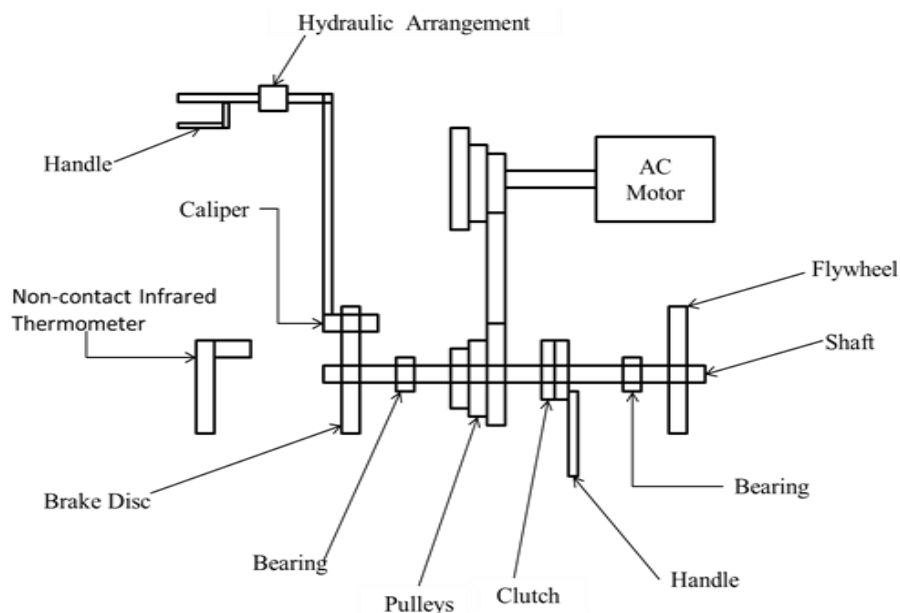 Hydraulic Arrangement
Handle
AC
Motor
Caliper
Flywheel
Non-contact Infrared
Thermometer
Shaft
Brake Disc
Bearing
Bearing
Pulleys
Clutch
Handle